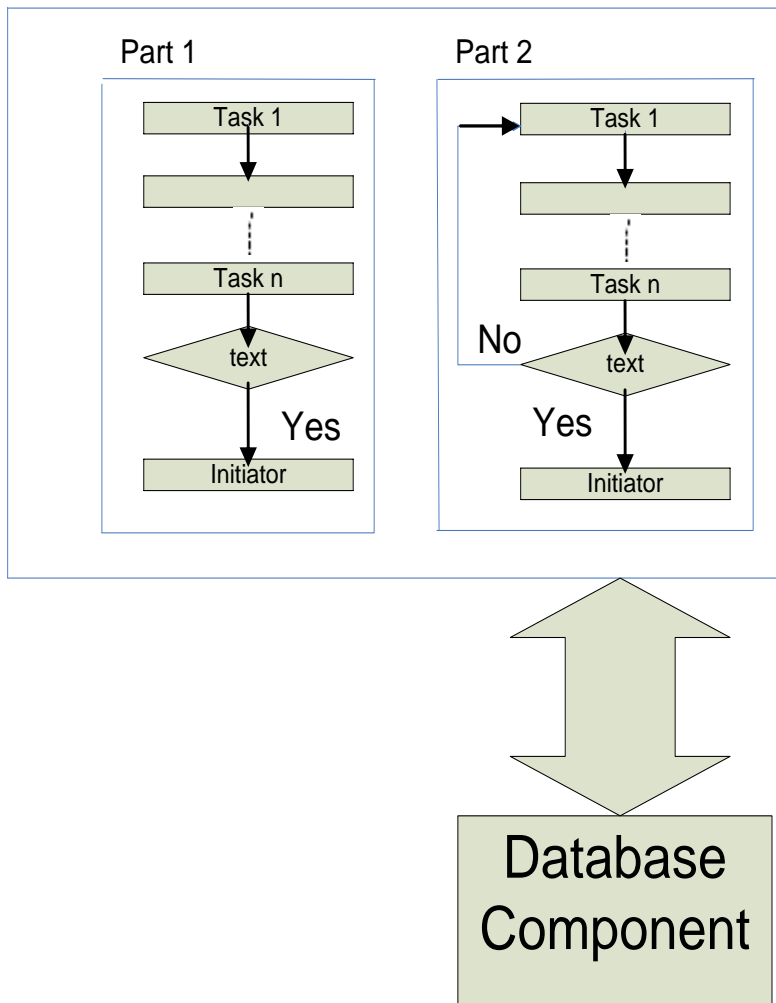 Part 1
Task 1
Task n
text
Yes
Initiator
Part 2
Task 1
Task n
No
text
Yes
Initiator
Database
Component